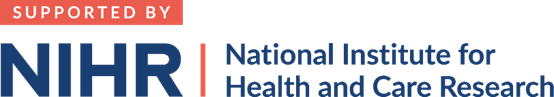 SUPPORTED BY
NIHR
National Institute for
Health and Care Research